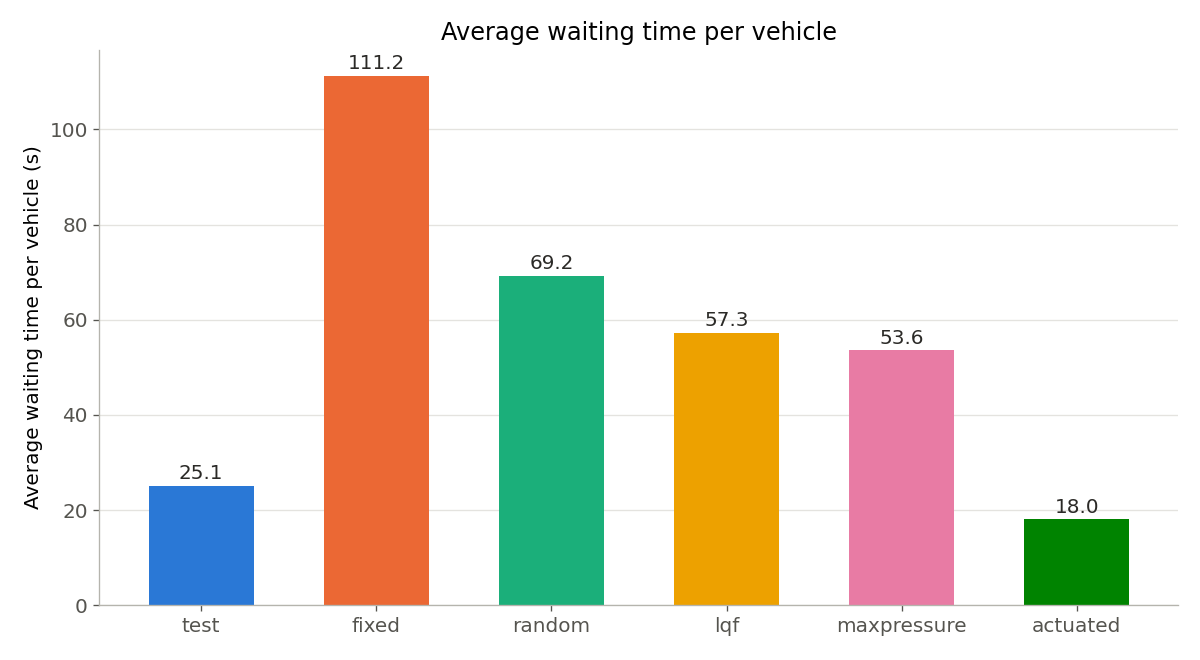 Average waiting time per vehicle
Average waiting time per vehicle (s)
100
80
60
40
20
0
25.1
111.2
69.2
57.3
53.6
18.0
test
fixed
random
lqf
maxpressure
actuated